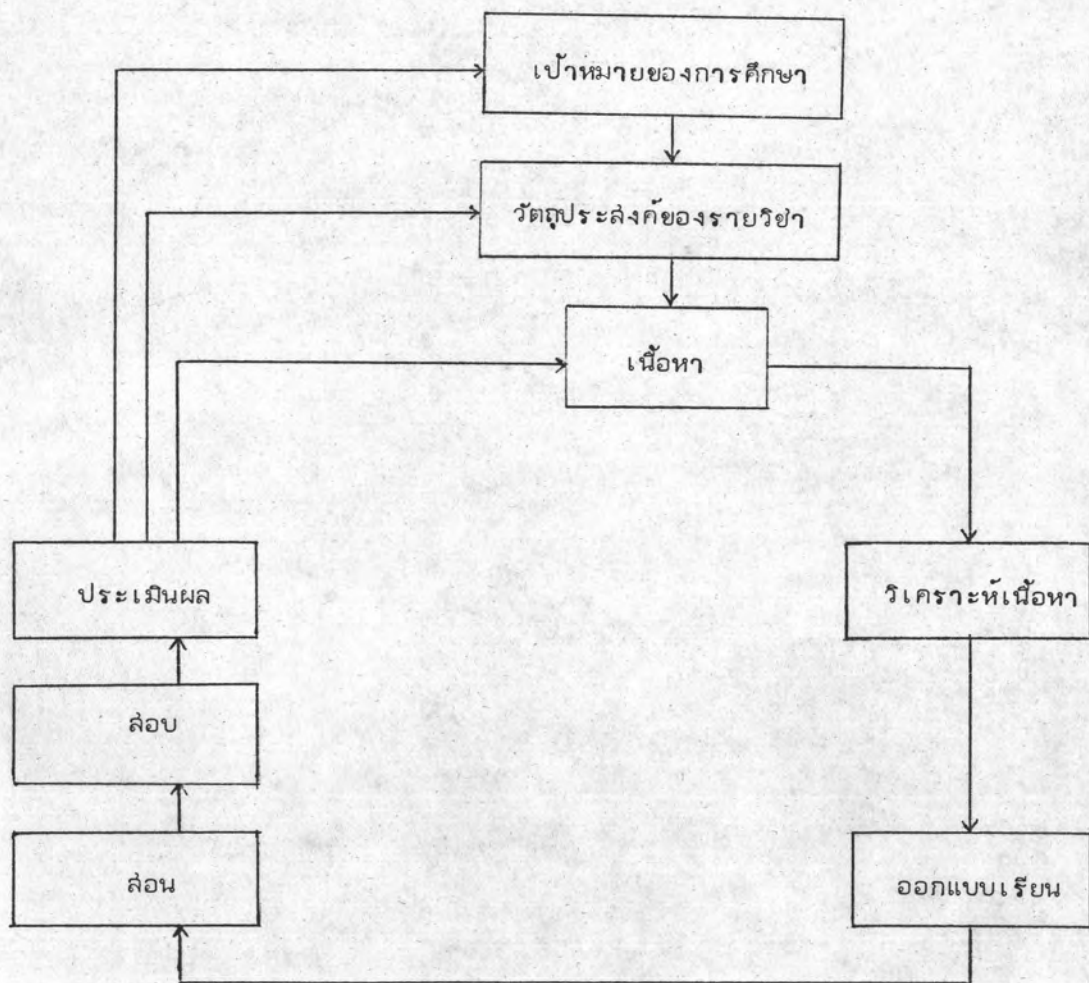 เป้าหมายของการศึกษา
วัตถุประสงค์ของรายวิชา
เนื้อหา
ประเมินผล
วิเคราะห์เนื้อหา
สอบ
สอน
ออกแบบเรียน